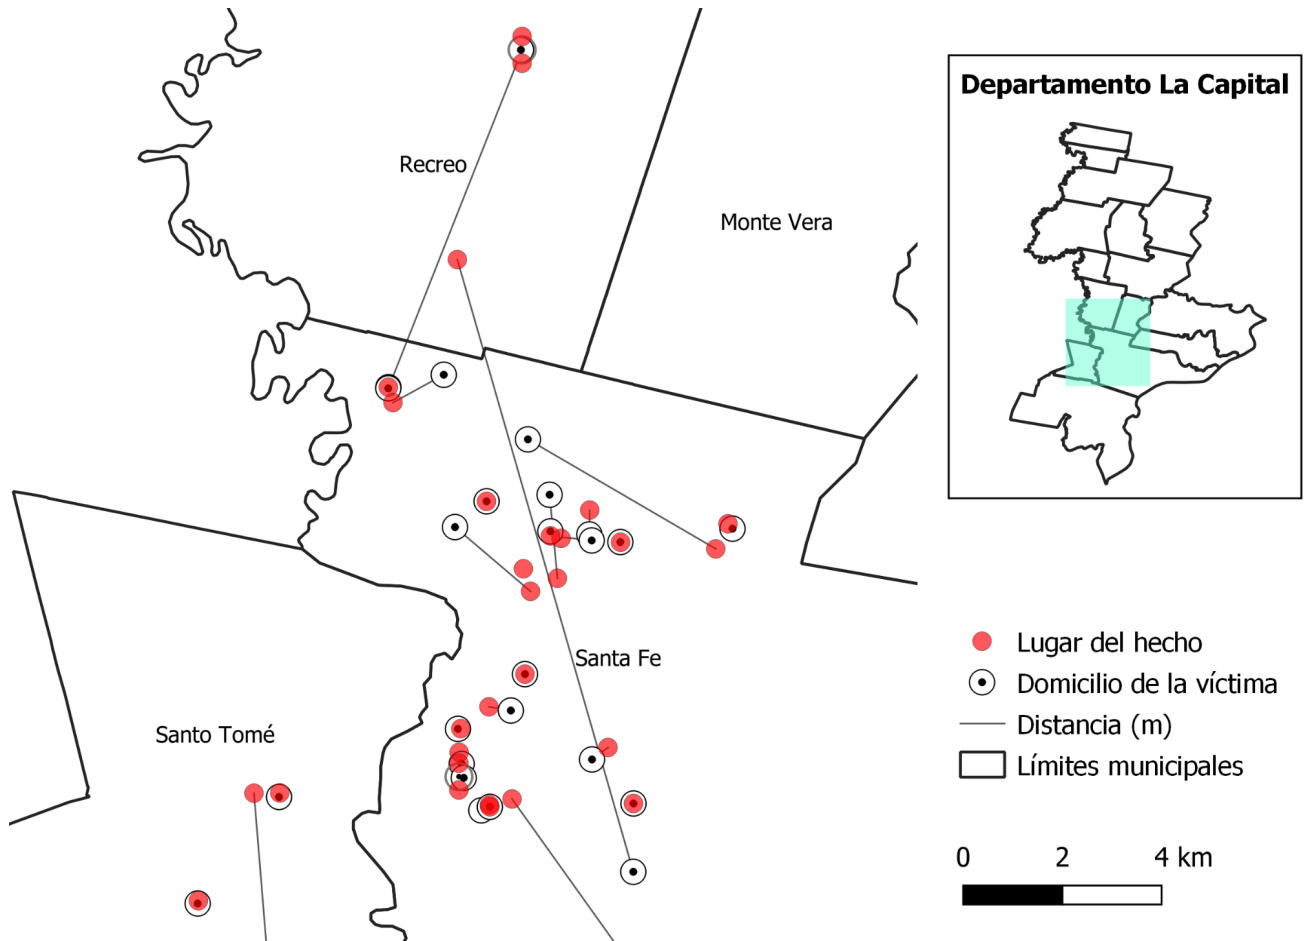 Departamento La Capital
Recreo
Monte Vera
Santa Fe
Santo Tomé
Lugar del hecho
Domicilio de la víctima
Distancia (m)
Límites municipales
0 2 4 km